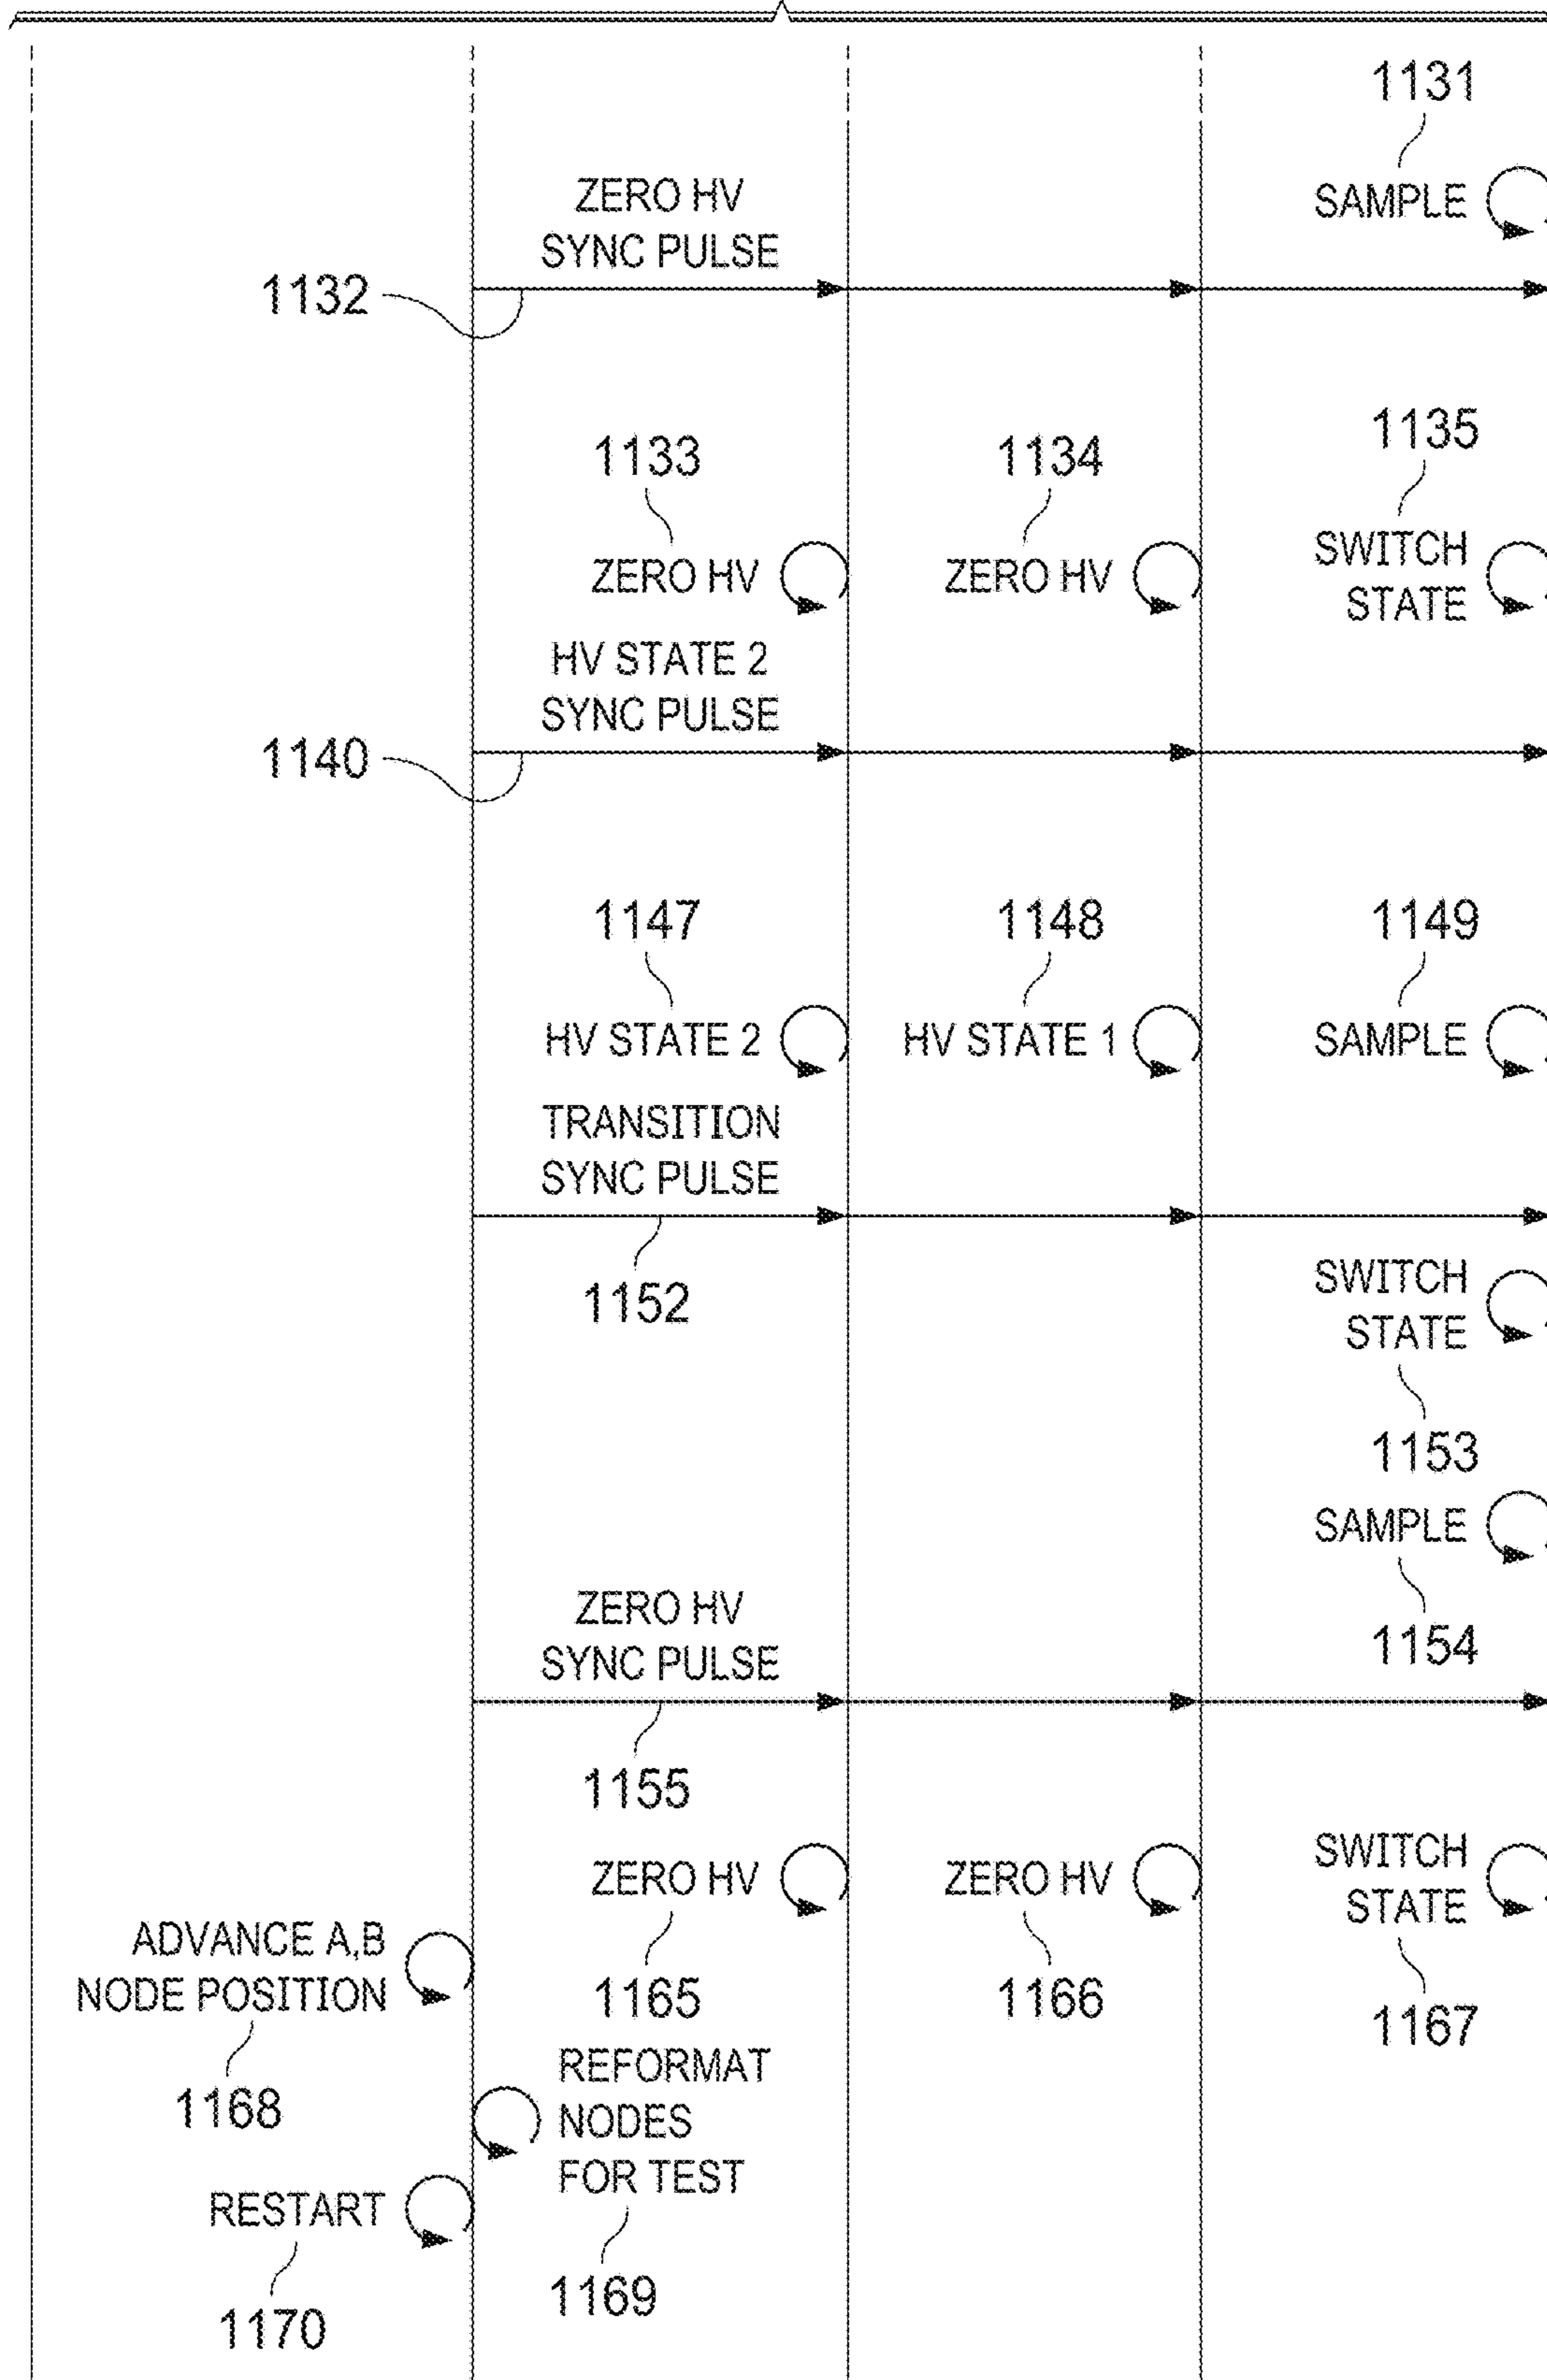 1131
SAMPLE
ZERO HV
SYNC PULSE
1132
1133
1134
1135
ZERO HV
ZERO HV
SWITCH
STATE
HV STATE 2
SYNC PULSE
1140
1147
1148
1149
HV STATE 2
HV STATE 1
SAMPLE
TRANSITION
SYNC PULSE
1152
SWITCH
STATE
1153
SAMPLE
1154
ZERO HV
SYNC PULSE
1155
ZERO HV
ZERO HV
SWITCH
STATE
1165
1166
1167
ADVANCE A,B
NODE POSITION
1168
REFORMAT
NODES
FOR TEST
1169
RESTART
1170